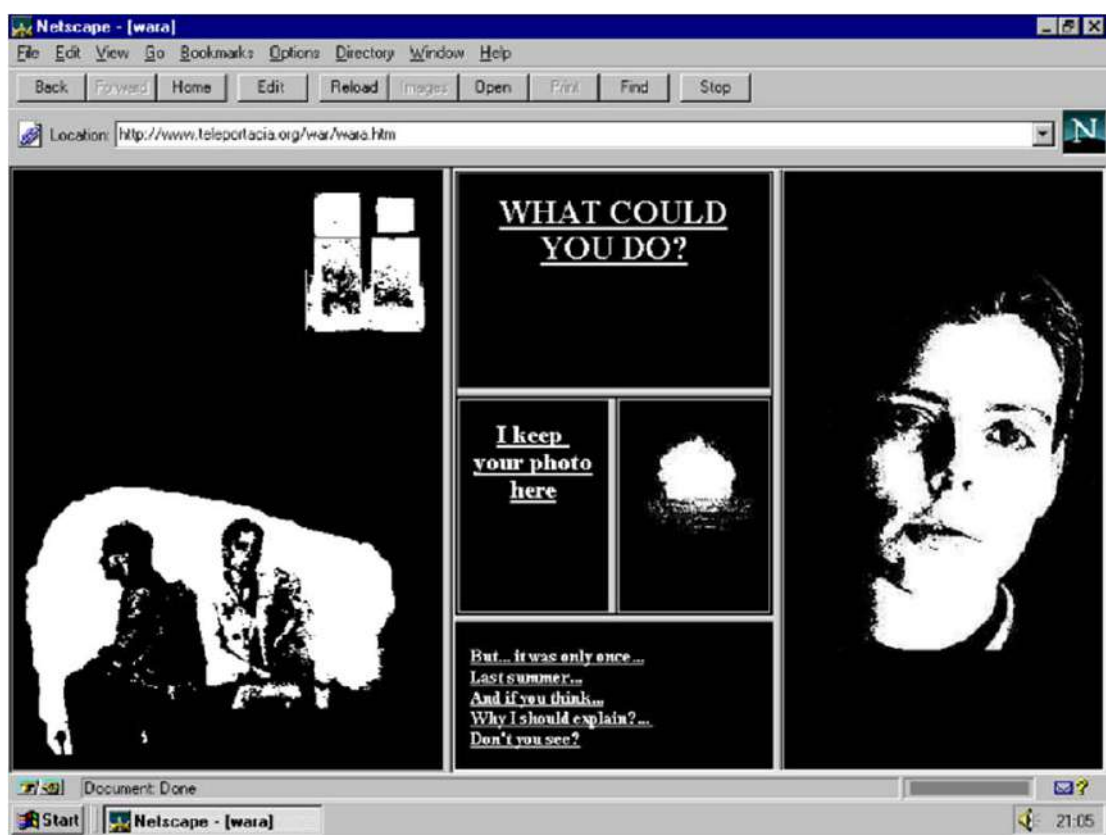 Netscape - [wara]
File Edit View Go Bookmarks Options Directory Window Help
Back Forward Home Edit Reload Images Open Print Find Stop
Location: http://www.teleportacia.org/war/wara.htm
N
WHAT COULD
YOU DO?
I keep
your photo
here
But... it was only once...
Last summer...
And if you think...
Why I should explain?...
Don't you see?
Document: Done
Start Netscape - [wara] 21:05